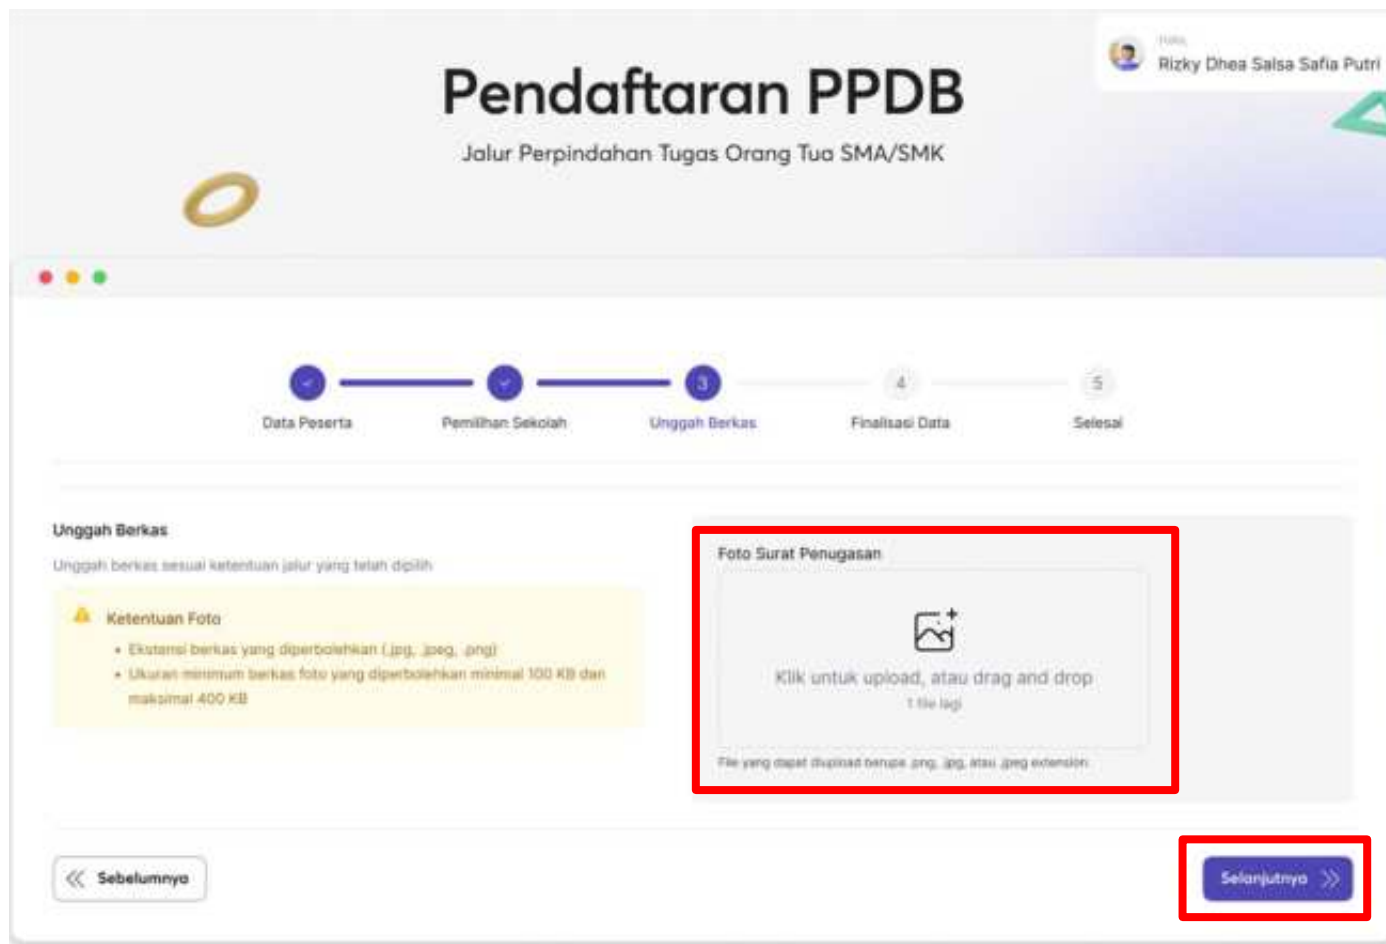 Pendaftaran PPDB
Jalur Perpindahan Tugas Orang Tua SMA/SMK
Halo,
Rizky Dhea Salsa Safia Putri
3
4
5
Data Peserta
Pemilihan Sekolah
Unggah Berkas
Finalisasi Data
Selesai
Unggah Berkas
Unggah berkas sesuai ketentuan jalur yang telah dipilih
Ketentuan Foto
• Ekstensi berkas yang diperbolehkan (.jpg, .jpeg, .png)
• Ukuran minimum berkas foto yang diperbolehkan minimal 100 KB dan
maksimal 400 KB
Foto Surat Penugasan
Klik untuk upload, atau drag and drop
1 file lagi
File yang dapat diupload berupa .png, .jpg, atau .jpeg extension
Sebelumnya
Selanjutnya